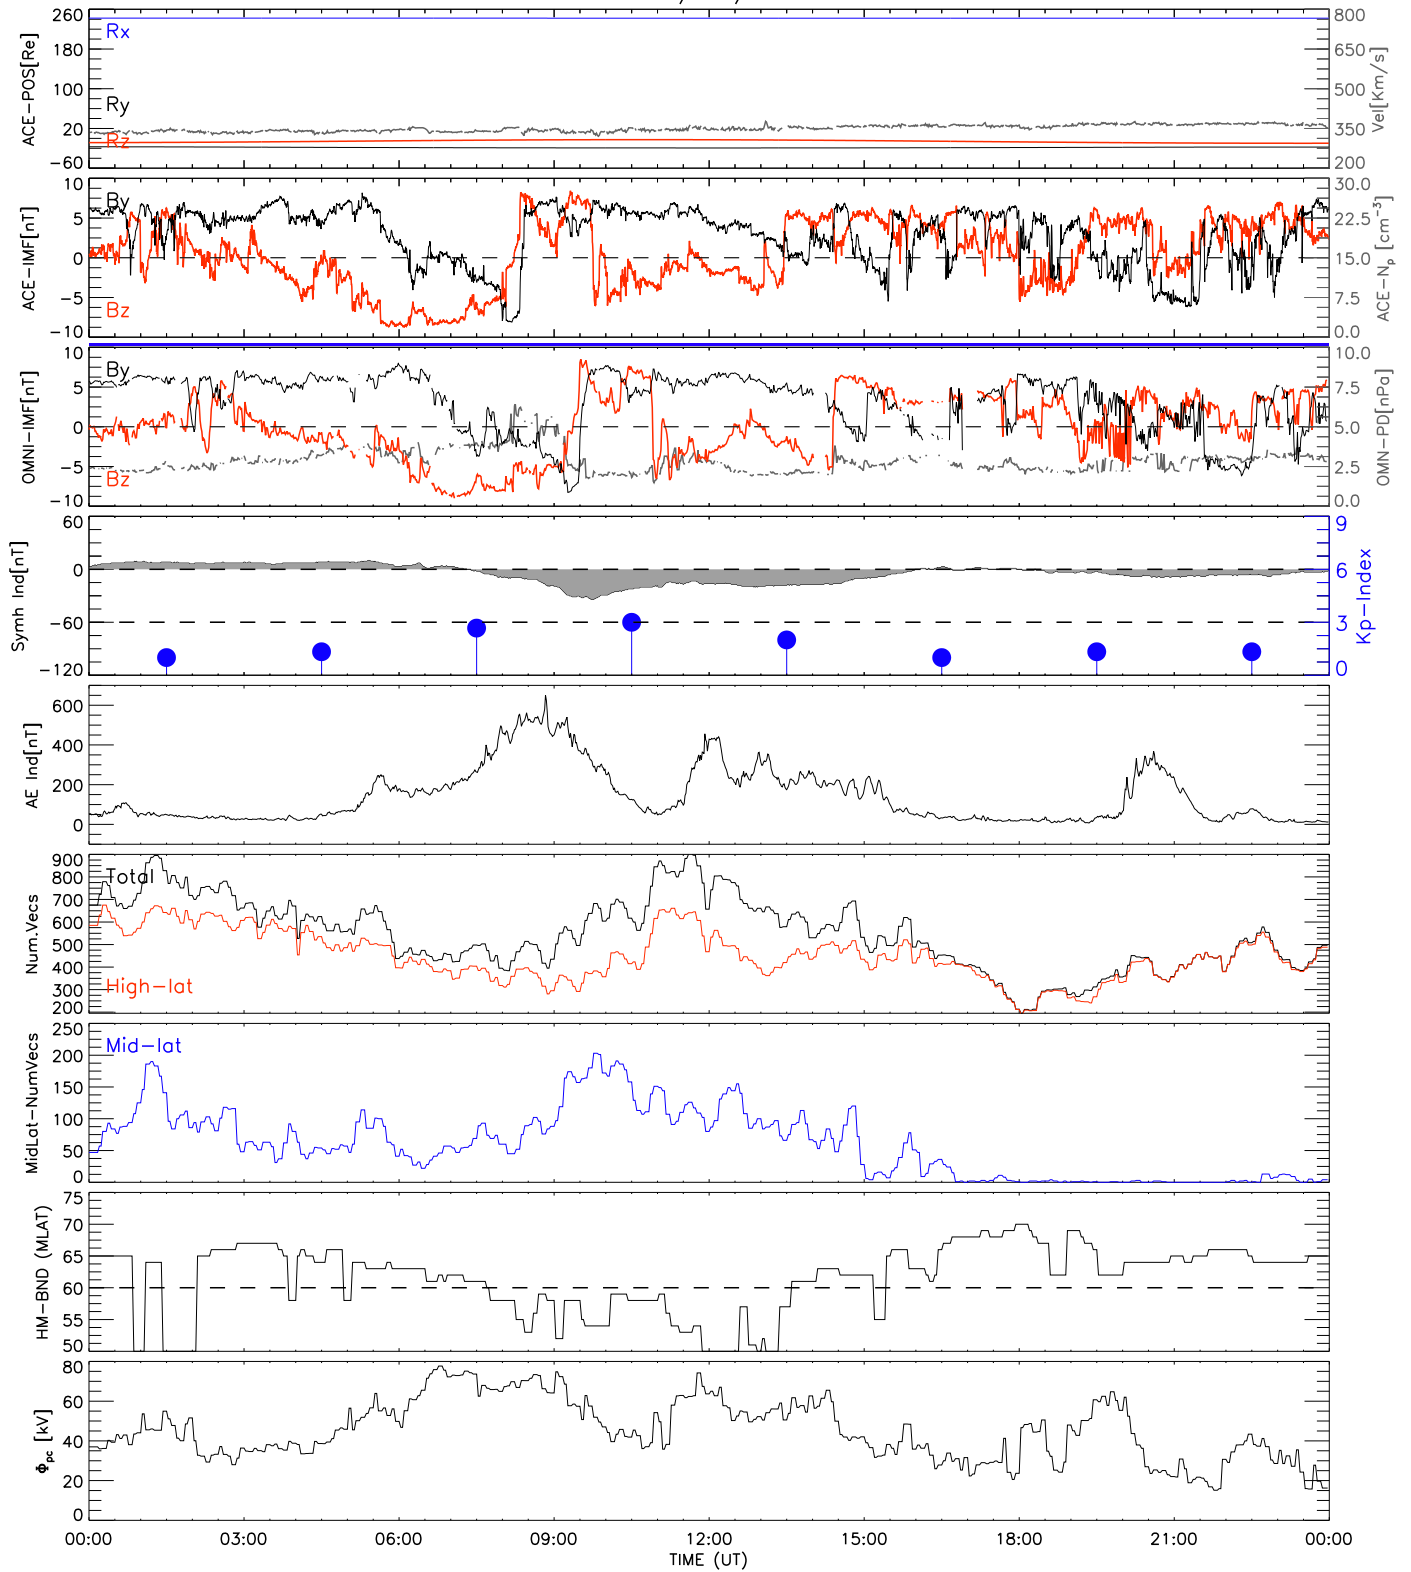 260
180
100
20
−60
ACE−POS[Re]
Rx
Ry
Rz
800
650
500
350
200
Vel[Km/s]
10
5
0
−5
−10
ACE−IMF[nT]
By
Bz
30.0
22.5
15.0
7.5
0.0
ACE−Np [cm−3]
10
5
0
−5
−10
OMNI−IMF[nT]
By
Bz
10.0
7.5
5.0
2.5
0.0
OMN−PD[nPa]
60
0
−60
−120
Symh Ind[nT]
9
6
3
0
Kp−Index
600
400
200
0
AE Ind[nT]
900
800
700
600
500
400
300
200
Num.Vecs
Total
High−lat
250
200
150
100
50
0
MidLat−NumVecs
Mid−lat
75
70
65
60
55
50
HM−BND (MLAT)
80
60
40
20
0
Φpc [kV]
00:00 03:00 06:00 09:00 12:00 15:00 18:00 21:00 00:00
TIME (UT)